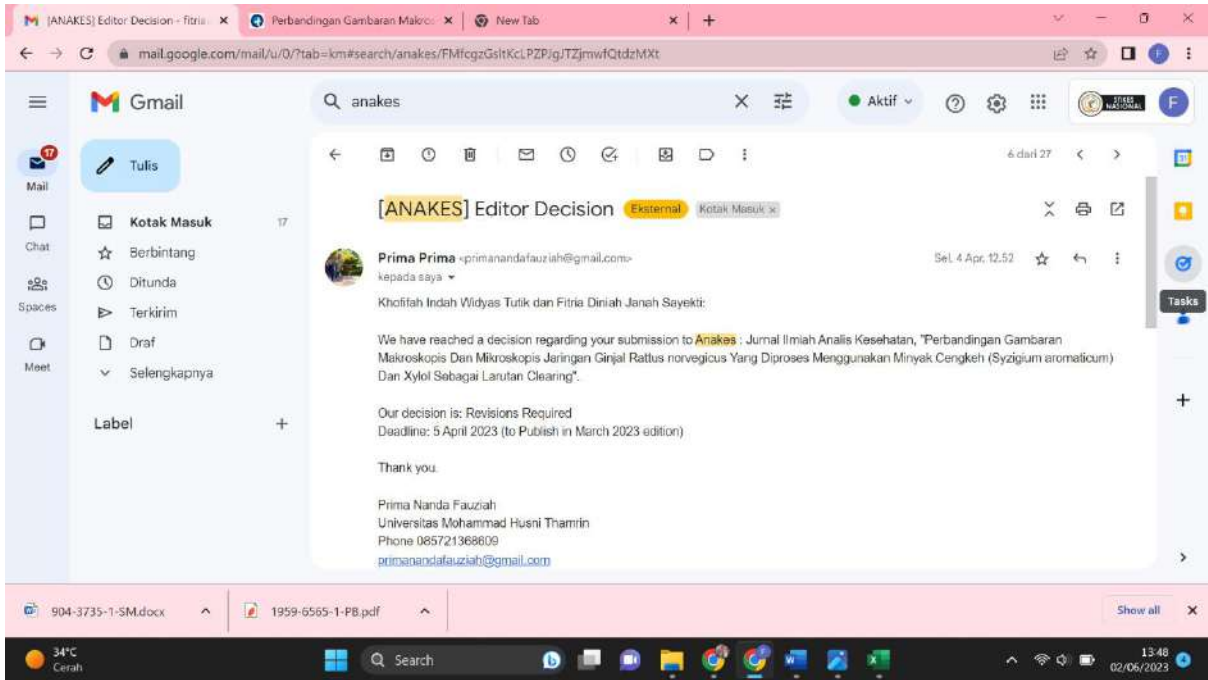 [ANAKES] Editor Decision - fitria
Perbandingan Gambaran Makros
New Tab
mail.google.com/mail/u/0/?tab=km#search/anakes/FMfcgzGsltKcLPZPJgJTZjmwfQtdzMXt
F
Gmail
anakes
Aktif
STIKES
NASIONAL
F
17
Mail
Chat
Spaces
Meet
Tulis
Kotak Masuk 17
Berbintang
Ditunda
Terkirim
Draf
Selengkapnya
Label
6 dari 27
[ANAKES] Editor Decision Eksternal Kotak Masuk x
Prima Prima <primanandafauziah@gmail.com> Sel, 4 Apr, 12.52
kepada saya
Khofifah Indah Widyas Tutik dan Fitria Diniah Janah Sayekti:
We have reached a decision regarding your submission to Anakes : Jurnal Ilmiah Analis Kesehatan, "Perbandingan Gambaran
Makroskopis Dan Mikroskopis Jaringan Ginjal Rattus norvegicus Yang Diproses Menggunakan Minyak Cengkeh (Syzigium aromaticum)
Dan Xylol Sebagai Larutan Clearing".
Our decision is: Revisions Required
Deadline: 5 April 2023 (to Publish in March 2023 edition)
Thank you.
Prima Nanda Fauziah
Universitas Mohammad Husni Thamrin
Phone 085721368609
primanandafauziah@gmail.com
31
Tasks
904-3735-1-SM.docx
1959-6565-1-PB.pdf
Show all
34°C
Cerah
Search
13:48
02/06/2023
4